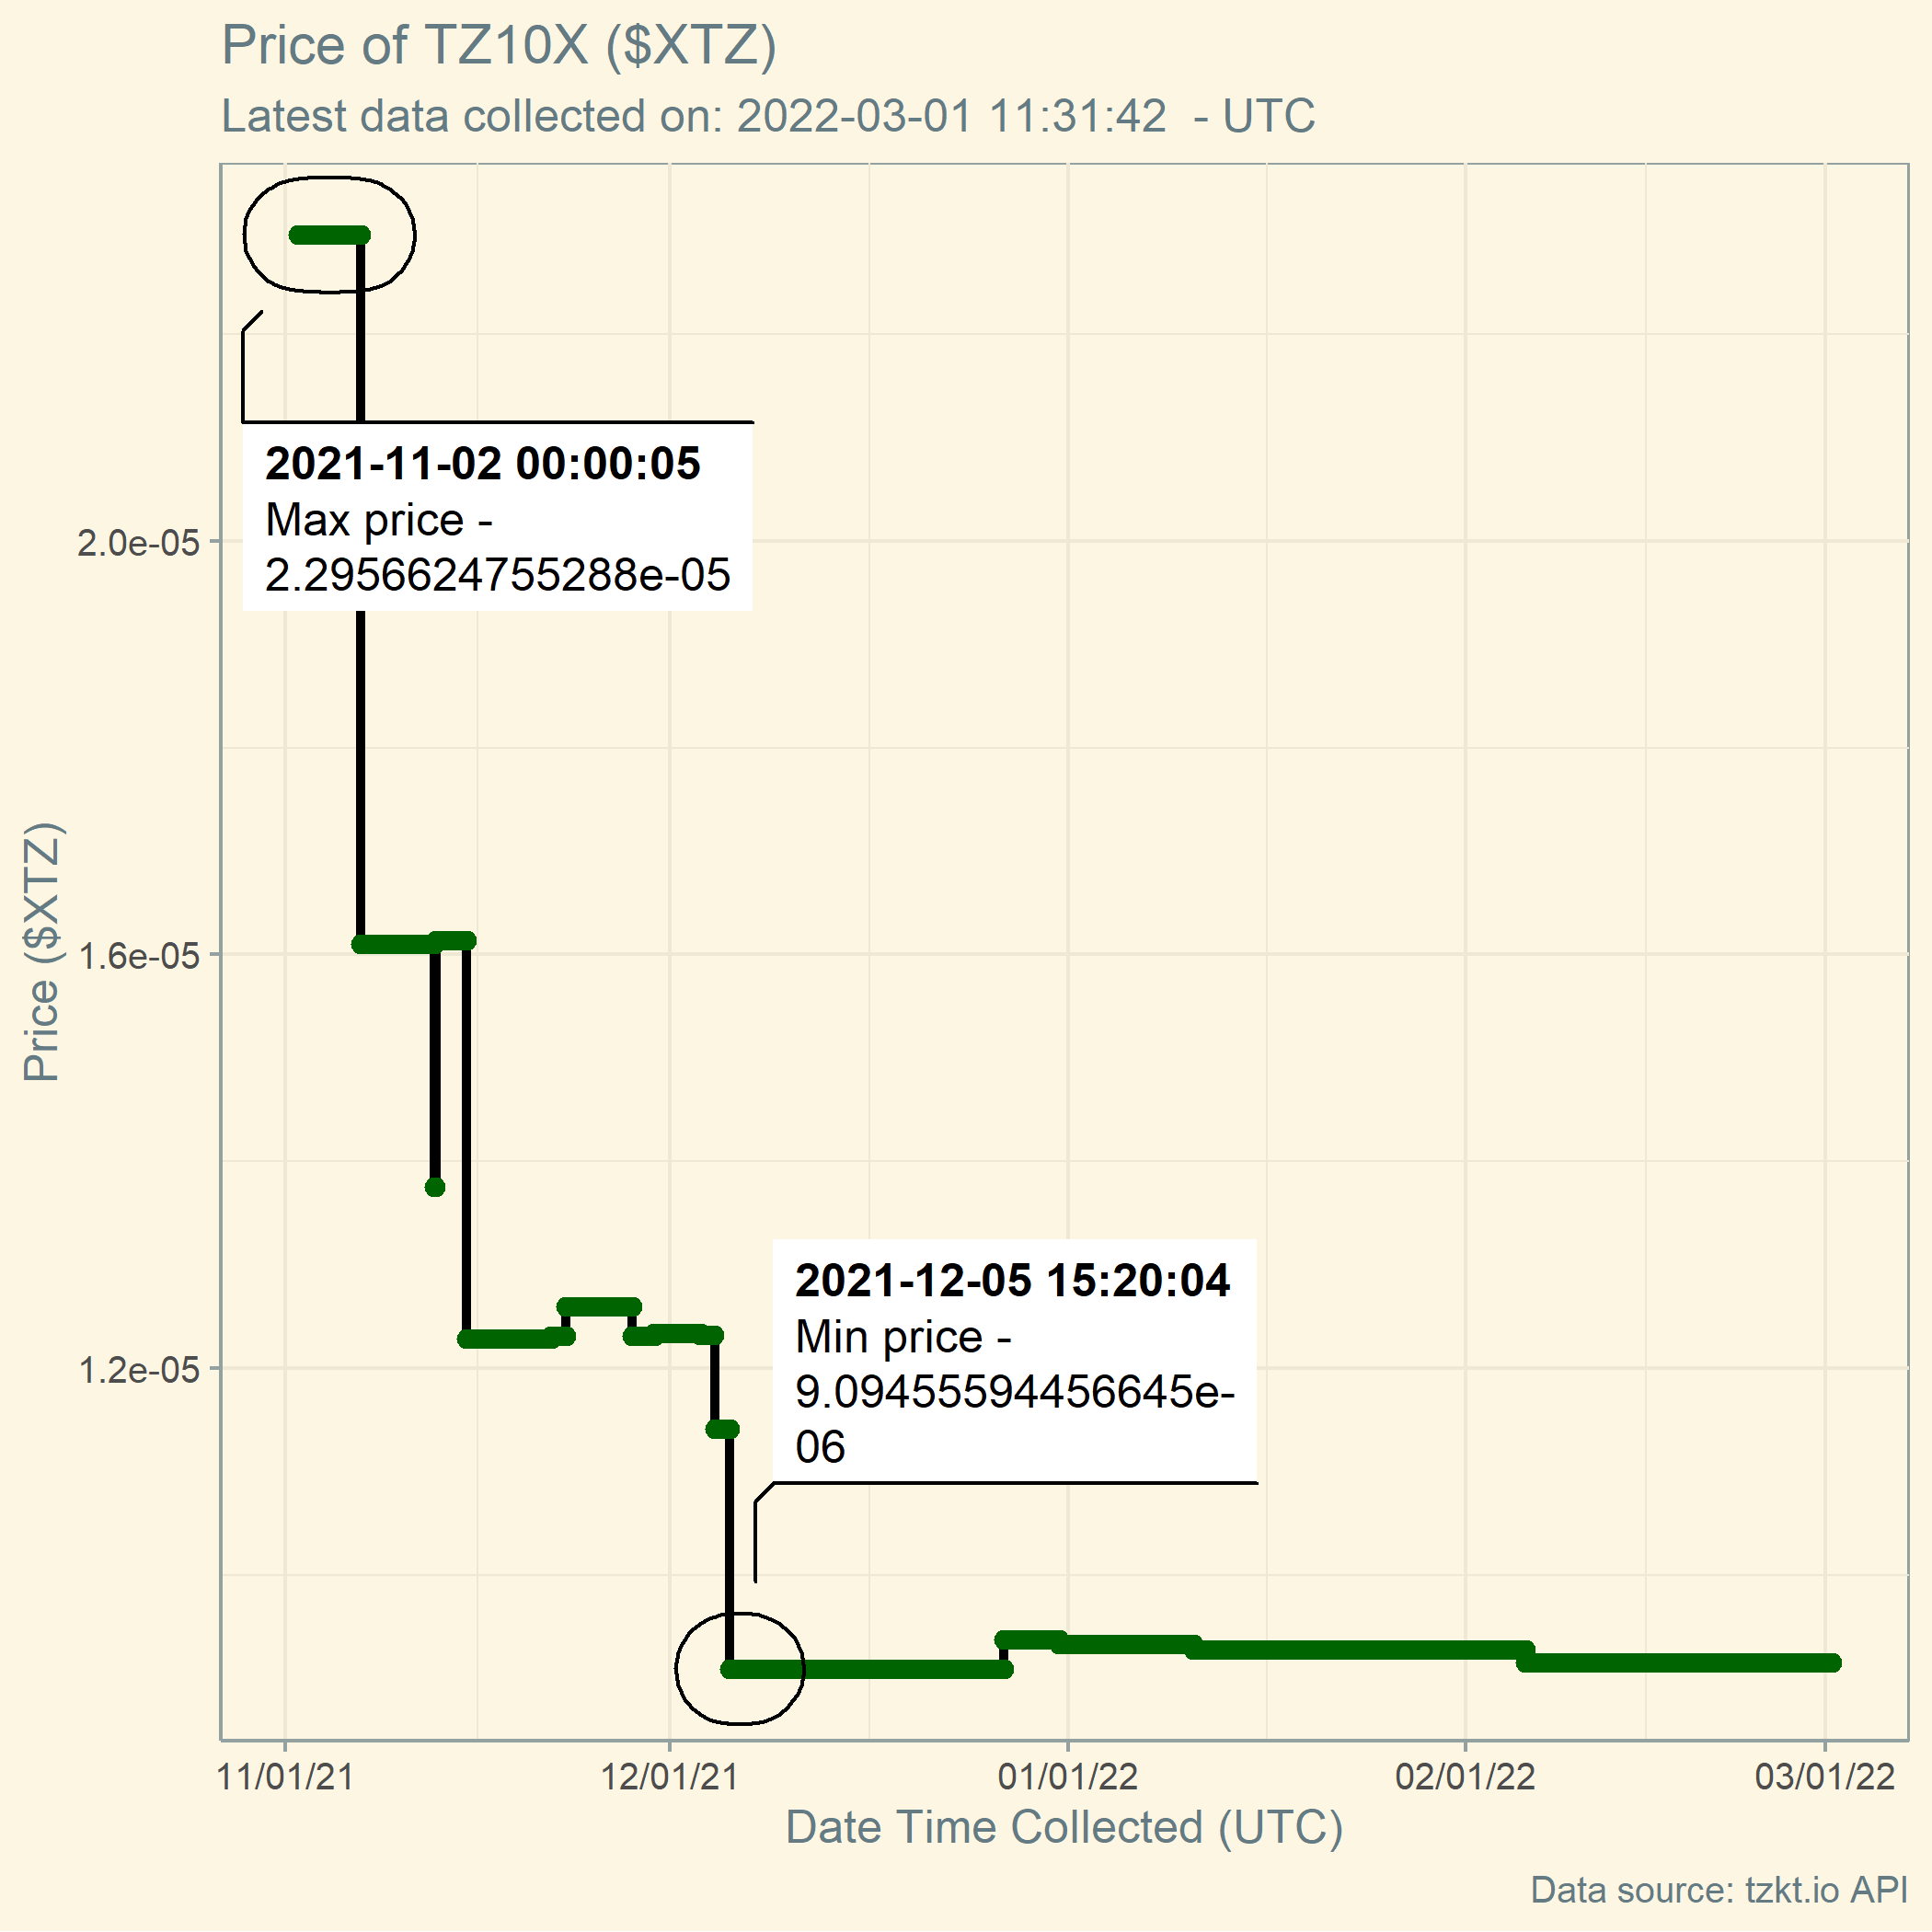 Price of TZ10X ($XTZ)
Latest data collected on: 2022-03-01 11:31:42  - UTC
2021-11-02 00:00:05
Max price -
2.2956624755288e-05
2.0e-05
1.6e-05
1.2e-05
Price ($XTZ)
2021-12-05 15:20:04
Min price -
9.09455594456645e-
06
11/01/21
12/01/21
01/01/22
02/01/22
03/01/22
Date Time Collected (UTC)
Data source: tzkt.io API